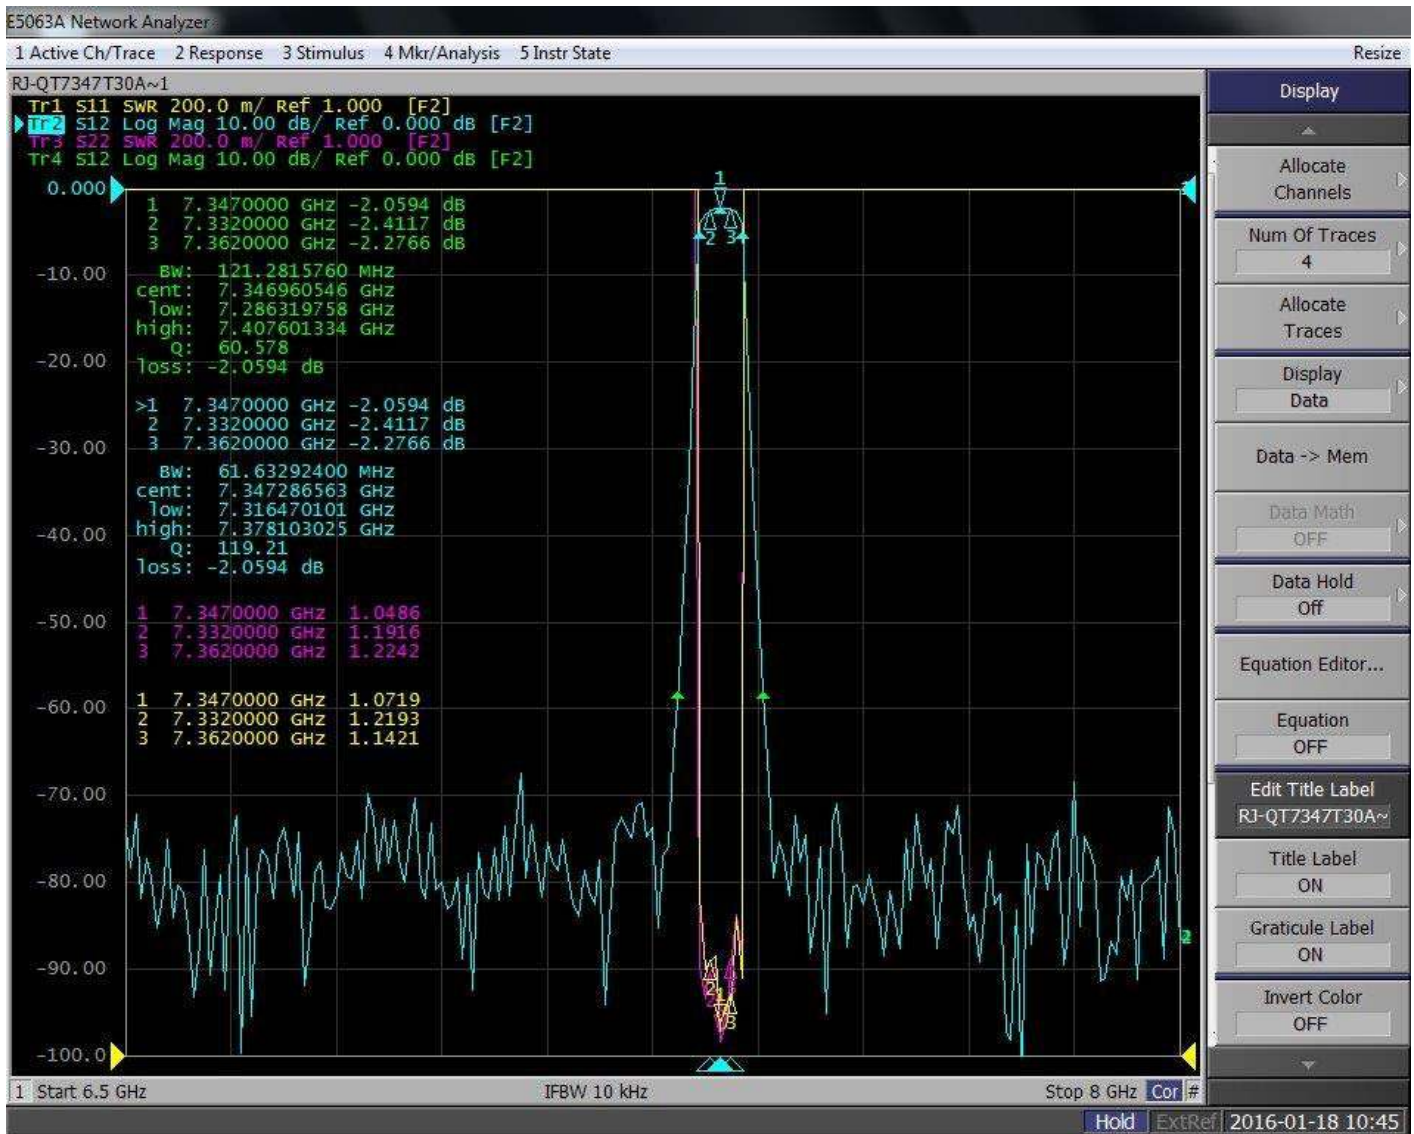 E5063A Network Analyzer
1 Active Ch/Trace 2 Response 3 Stimulus 4 Mkr/Analysis 5 Instr State Resize
RJ-QT7347T30A~1
Tr1 S11 SWR 200.0 m/ Ref 1.000 [F2]
Tr2 S12 Log Mag 10.00 dB/ Ref 0.000 dB [F2]
Tr3 S22 SWR 200.0 m/ Ref 1.000 [F2]
Tr4 S12 Log Mag 10.00 dB/ Ref 0.000 dB [F2]
0.000
-10.00
-20.00
-30.00
-40.00
-50.00
-60.00
-70.00
-80.00
-90.00
-100.0
1 7.3470000 GHz -2.0594 dB
2 7.3320000 GHz -2.4117 dB
3 7.3620000 GHz -2.2766 dB
BW: 121.2815760 MHz
cent: 7.346960546 GHz
low: 7.286319758 GHz
high: 7.407601334 GHz
Q: 60.578
loss: -2.0594 dB
>1 7.3470000 GHz -2.0594 dB
2 7.3320000 GHz -2.4117 dB
3 7.3620000 GHz -2.2766 dB
BW: 61.63292400 MHz
cent: 7.347286563 GHz
low: 7.316470101 GHz
high: 7.378103025 GHz
Q: 119.21
loss: -2.0594 dB
1 7.3470000 GHz 1.0486
2 7.3320000 GHz 1.1916
3 7.3620000 GHz 1.2242
1 7.3470000 GHz 1.0719
2 7.3320000 GHz 1.2193
3 7.3620000 GHz 1.1421
1
2 3
2
1
3
2
1 Start 6.5 GHz IFBW 10 kHz Stop 8 GHz Cor #
Hold ExtRef 2016-01-18 10:45
Display
Allocate
Channels
Num Of Traces
4
Allocate
Traces
Display
Data
Data -> Mem
Data Math
OFF
Data Hold
Off
Equation Editor...
Equation
OFF
Edit Title Label
RJ-QT7347T30A~
Title Label
ON
Graticule Label
ON
Invert Color
OFF